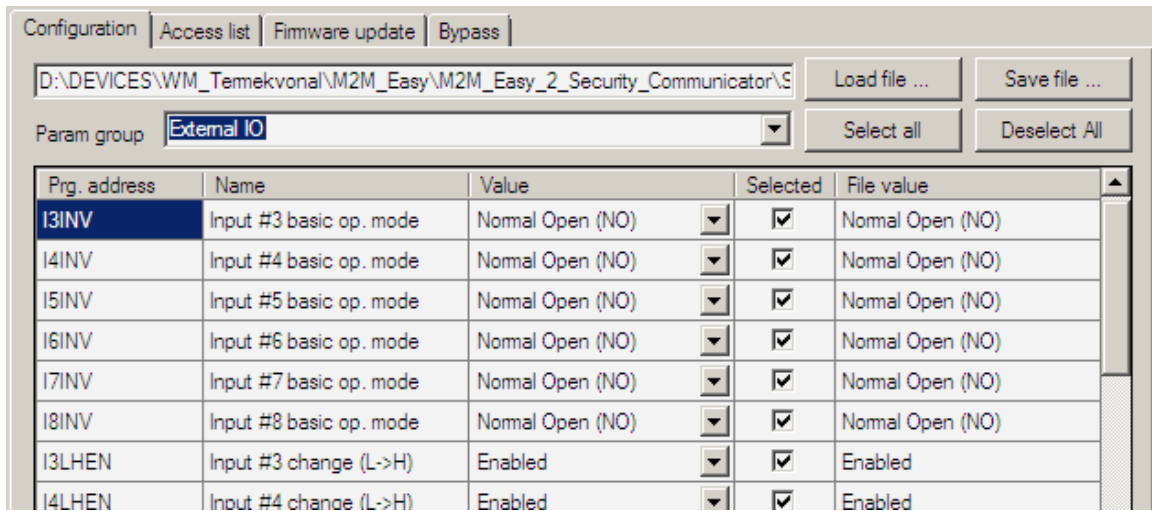 Configuration Access list Firmware update Bypass
D:\DEVICES\WM_Termekvonal\M2M_Easy\M2M_Easy_2_Security_Communicator\S Load file ... Save file ...
Param group External IO Select all Deselect All
Prg. address Name Value Selected File value
I3INV Input #3 basic op. mode Normal Open (NO) Normal Open (NO)
I4INV Input #4 basic op. mode Normal Open (NO) Normal Open (NO)
I5INV Input #5 basic op. mode Normal Open (NO) Normal Open (NO)
I6INV Input #6 basic op. mode Normal Open (NO) Normal Open (NO)
I7INV Input #7 basic op. mode Normal Open (NO) Normal Open (NO)
I8INV Input #8 basic op. mode Normal Open (NO) Normal Open (NO)
I3LHEN Input #3 change (L->H) Enabled Enabled
I4LHEN Input #4 change (L->H) Enabled Enabled